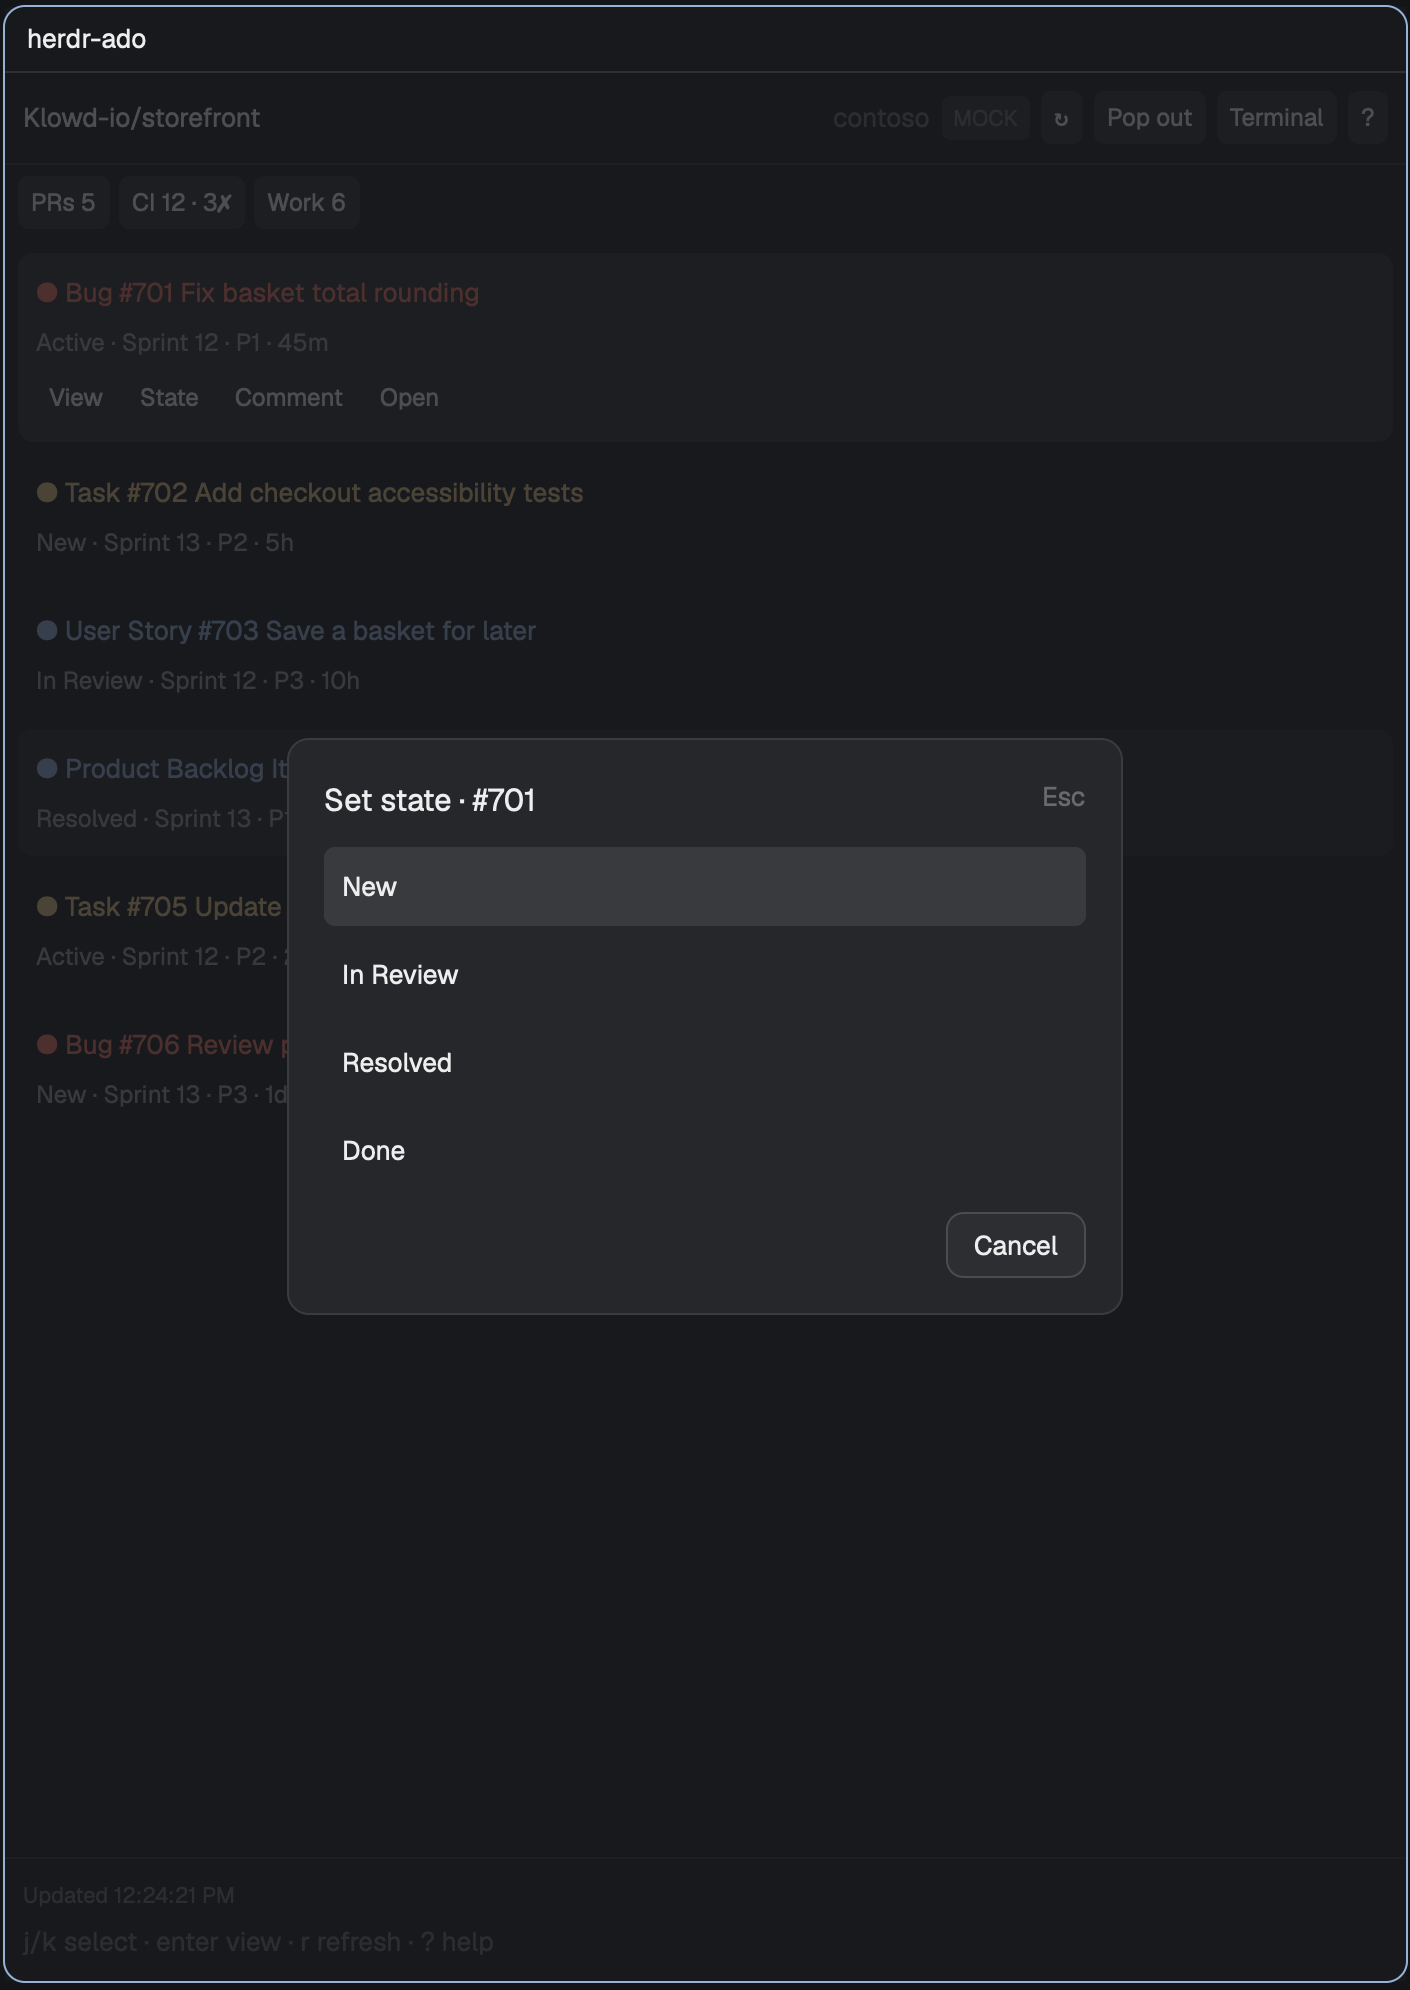 herdr-ado
Klowd-io/storefront
contoso MOCK ↻ Pop out Terminal ?
PRs 5 CI 12 · 3✗ Work 6
Bug #701 Fix basket total rounding
Active · Sprint 12 · P1 · 45m
View State Comment Open
Task #702 Add checkout accessibility tests
New · Sprint 13 · P2 · 5h
User Story #703 Save a basket for later
In Review · Sprint 12 · P3 · 10h
Product Backlog It
Resolved · Sprint 13 ·
Task #705 Update
Active · Sprint 12 · P2 ·
Bug #706 Review
New · Sprint 13 · P3 · 1d
Set state · #701 Esc
New
In Review
Resolved
Done
Cancel
Updated 12:24:21 PM
j/k select · enter view · r refresh · ? help